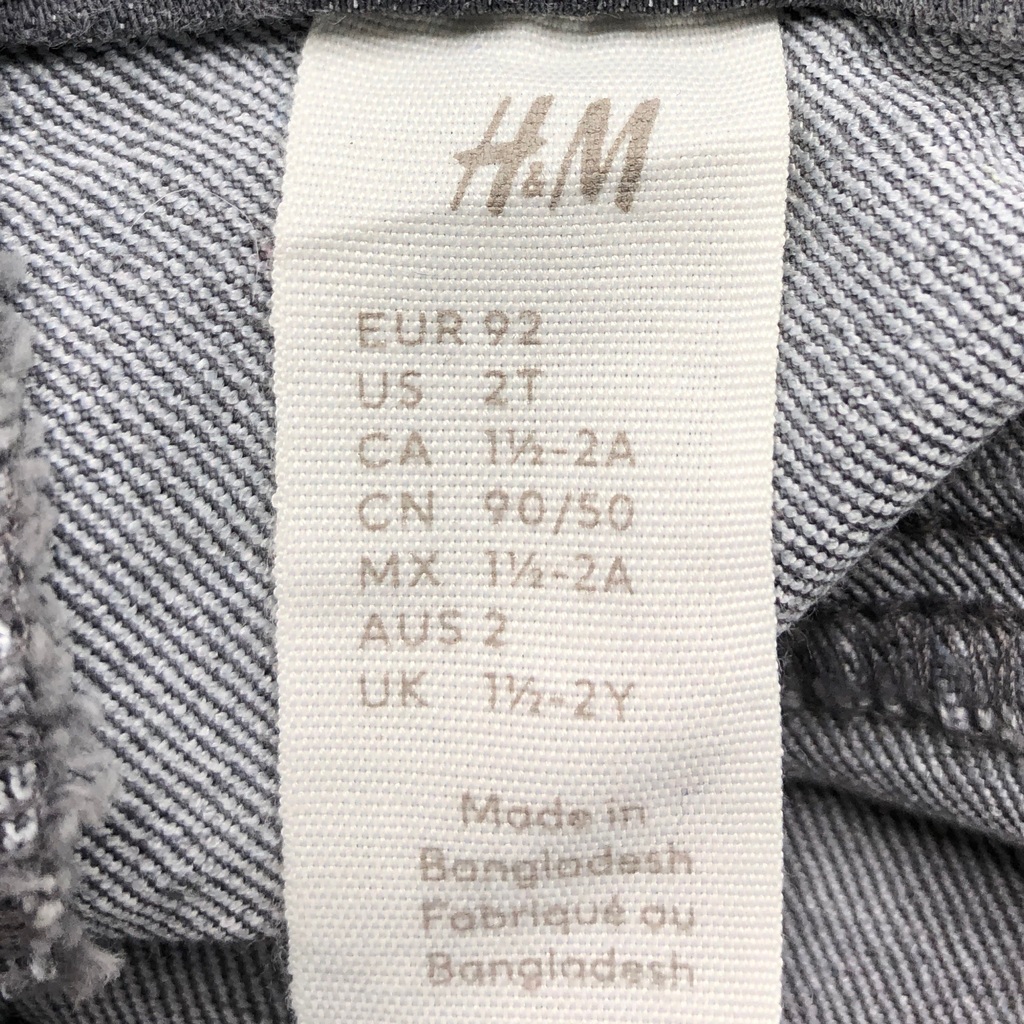 H&M
EUR 92
US 2T
CA 1½-2A
CN 90/50
MX 1½-2A
AUS 2
UK 1½-2Y
Made in
Bangladesh
Fabriqué au
Bangladesh